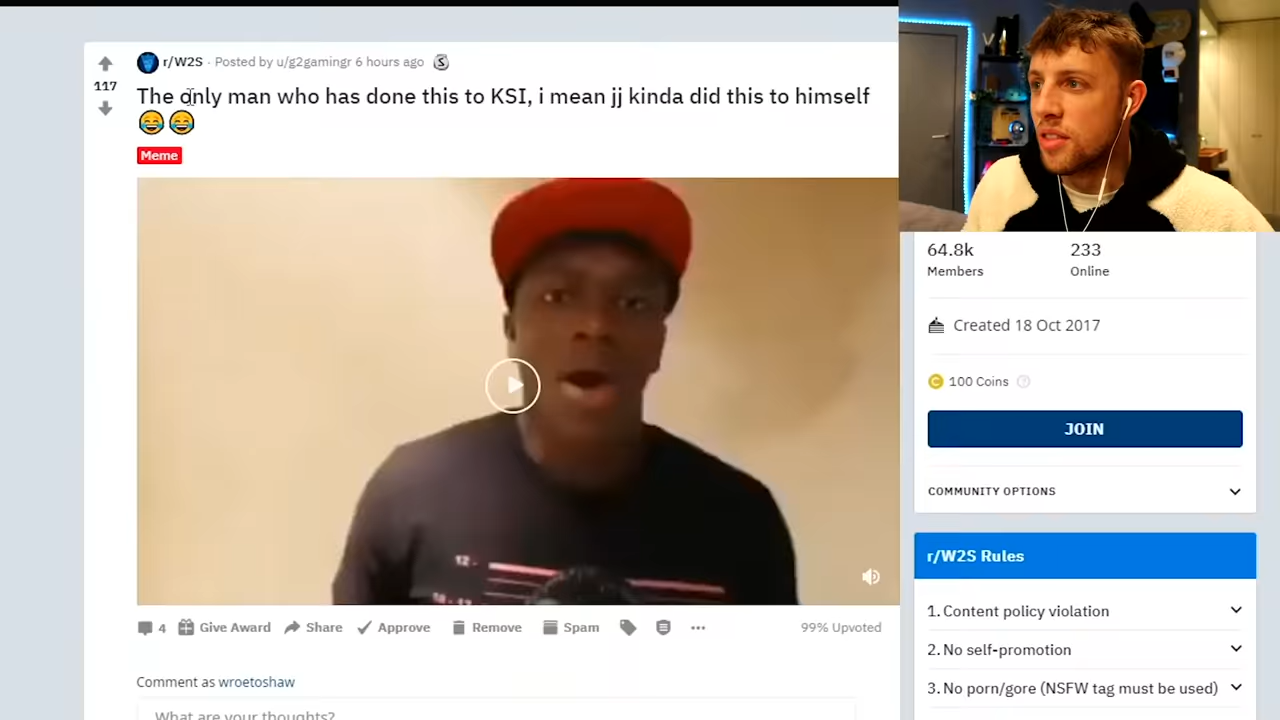 r/W2S · Posted by u/g2gamingr 6 hours ago
117
The only man who has done this to KSI, i mean jj kinda did this to himself
😂 😂
Meme
12 -
4 Give Award Share Approve Remove Spam ... 99% Upvoted
Comment as wroetoshaw
What are your thoughts?
64.8k 233
Members Online
Created 18 Oct 2017
100 Coins
JOIN
COMMUNITY OPTIONS
r/W2S Rules
1. Content policy violation
2. No self-promotion
3. No porn/gore (NSFW tag must be used)